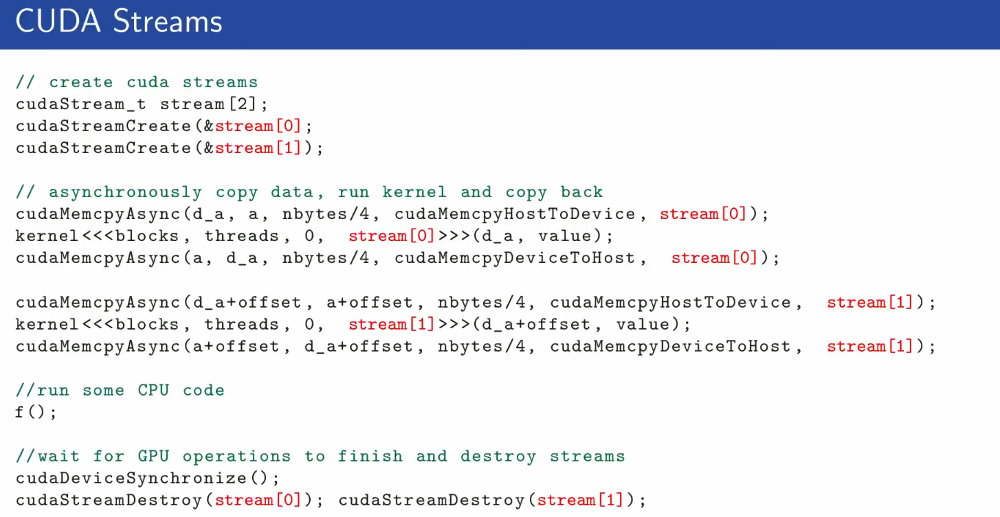 CUDA Streams
// create cuda streams
cudaStream_t stream[2];
cudaStreamCreate(&stream[0];
cudaStreamCreate(&stream[1]);
// asynchronously copy data, run kernel and copy back
cudaMemcpyAsync(d_a, a, nbytes/4, cudaMemcpyHostToDevice, stream[0]);
kernel<<<blocks, threads, 0, stream[0]>>>(d_a, value);
cudaMemcpyAsync(a, d_a, nbytes/4, cudaMemcpyDeviceToHost, stream[0]);
cudaMemcpyAsync(d_a+offset, a+offset, nbytes/4, cudaMemcpyHostToDevice, stream[1]);
kernel<<<blocks, threads, 0, stream[1]>>>(d_a+offset, value);
cudaMemcpyAsync(a+offset, d_a+offset, nbytes/4, cudaMemcpyDeviceToHost, stream[1]);
//run some CPU code
f();
//wait for GPU operations to finish and destroy streams
cudaDeviceSynchronize();
cudaStreamDestroy(stream[0]); cudaStreamDestroy(stream[1]);